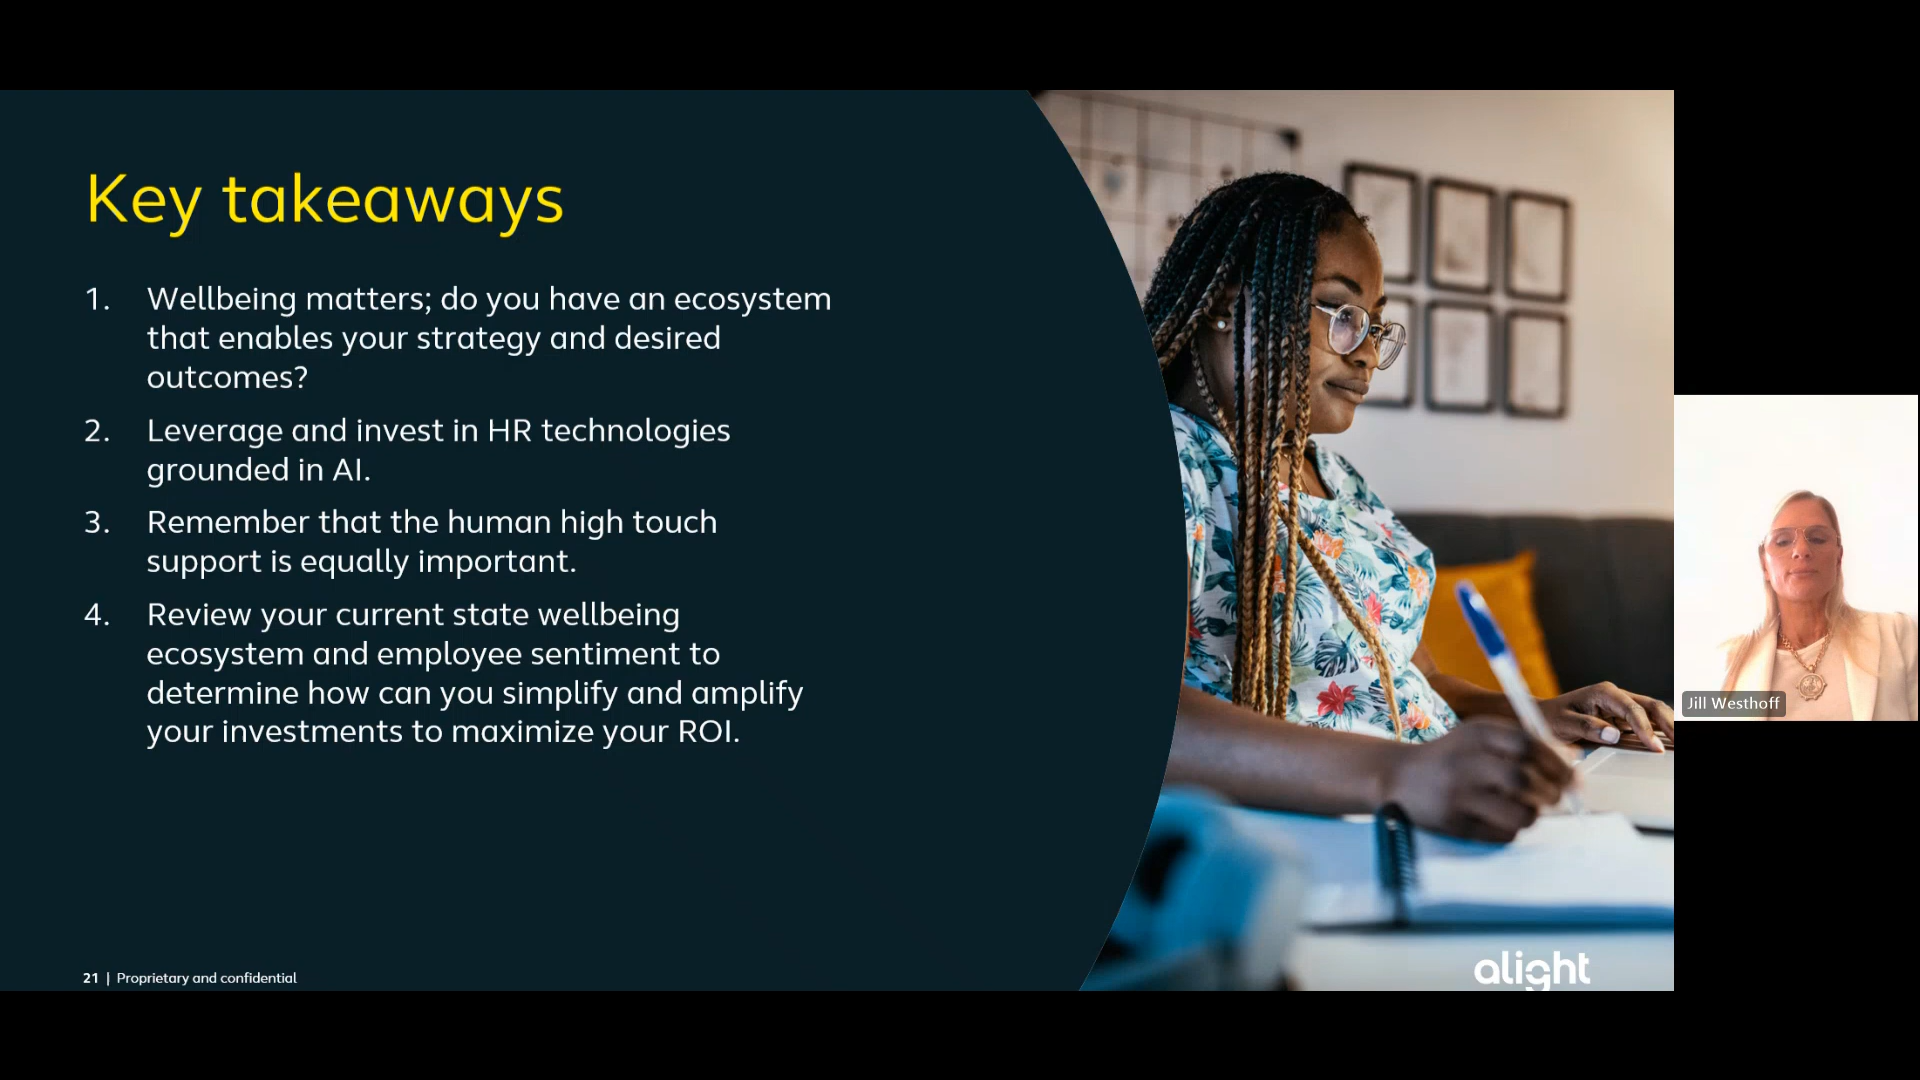 Key takeaways
1. Wellbeing matters; do you have an ecosystem
that enables your strategy and desired
outcomes?
2. Leverage and invest in HR technologies
grounded in AI.
3. Remember that the human high touch
support is equally important.
4. Review your current state wellbeing
ecosystem and employee sentiment to
determine how can you simplify and amplify
your investments to maximize your ROI.
Jill Westhoff
21 | Proprietary and confidential
alight